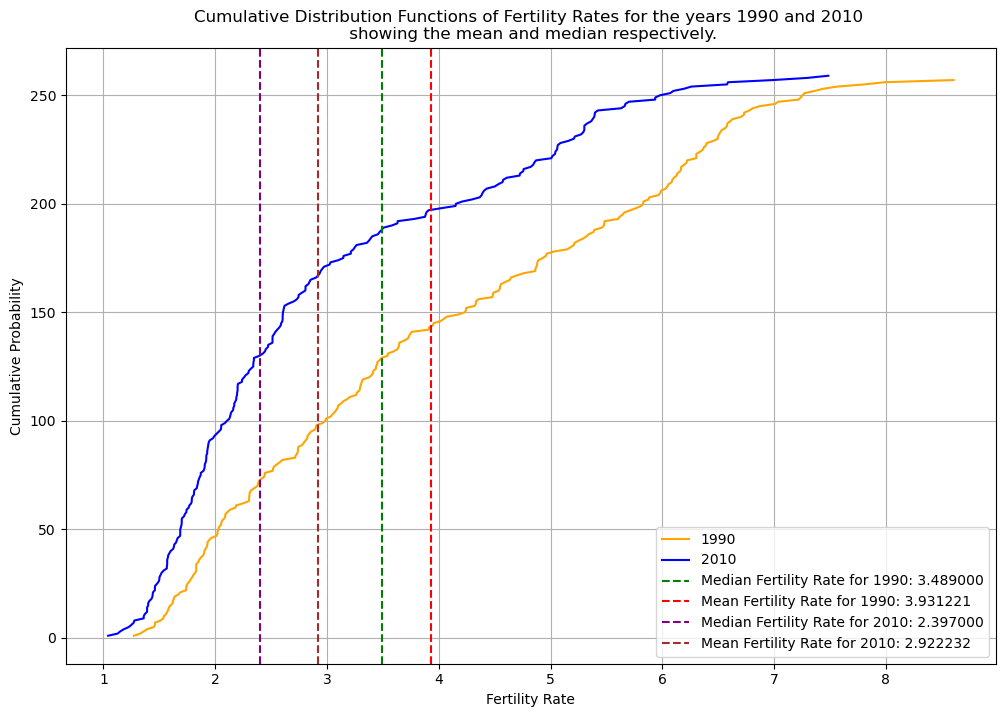 Cumulative Distribution Functions of Fertility Rates for the years 1990 and 2010
showing the mean and median respectively.
Cumulative Probability
250
200
150
100
50
0
1 2 3 4 5 6 7 8
Fertility Rate
1990
2010
Median Fertility Rate for 1990: 3.489000
Mean Fertility Rate for 1990: 3.931221
Median Fertility Rate for 2010: 2.397000
Mean Fertility Rate for 2010: 2.922232